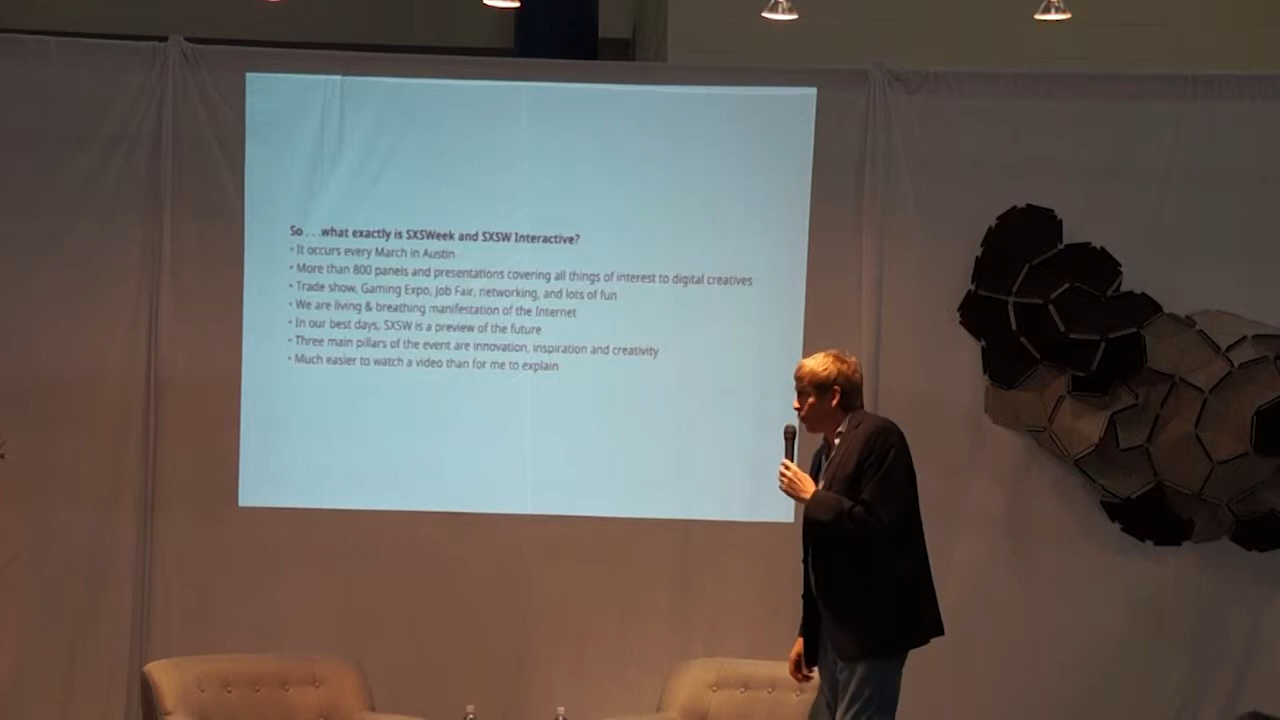 So . . .what exactly is SXSWeek and SXSW Interactive?
• It occurs every March in Austin
• More than 800 panels and presentations covering all things of interest to digital creatives
• Trade show, Gaming Expo, Job Fair, networking, and lots of fun
• We are living & breathing manifestation of the Internet
• In our best days, SXSW is a preview of the future
• Three main pillars of the event are innovation, inspiration and creativity
• Much easier to watch a video than for me to explain